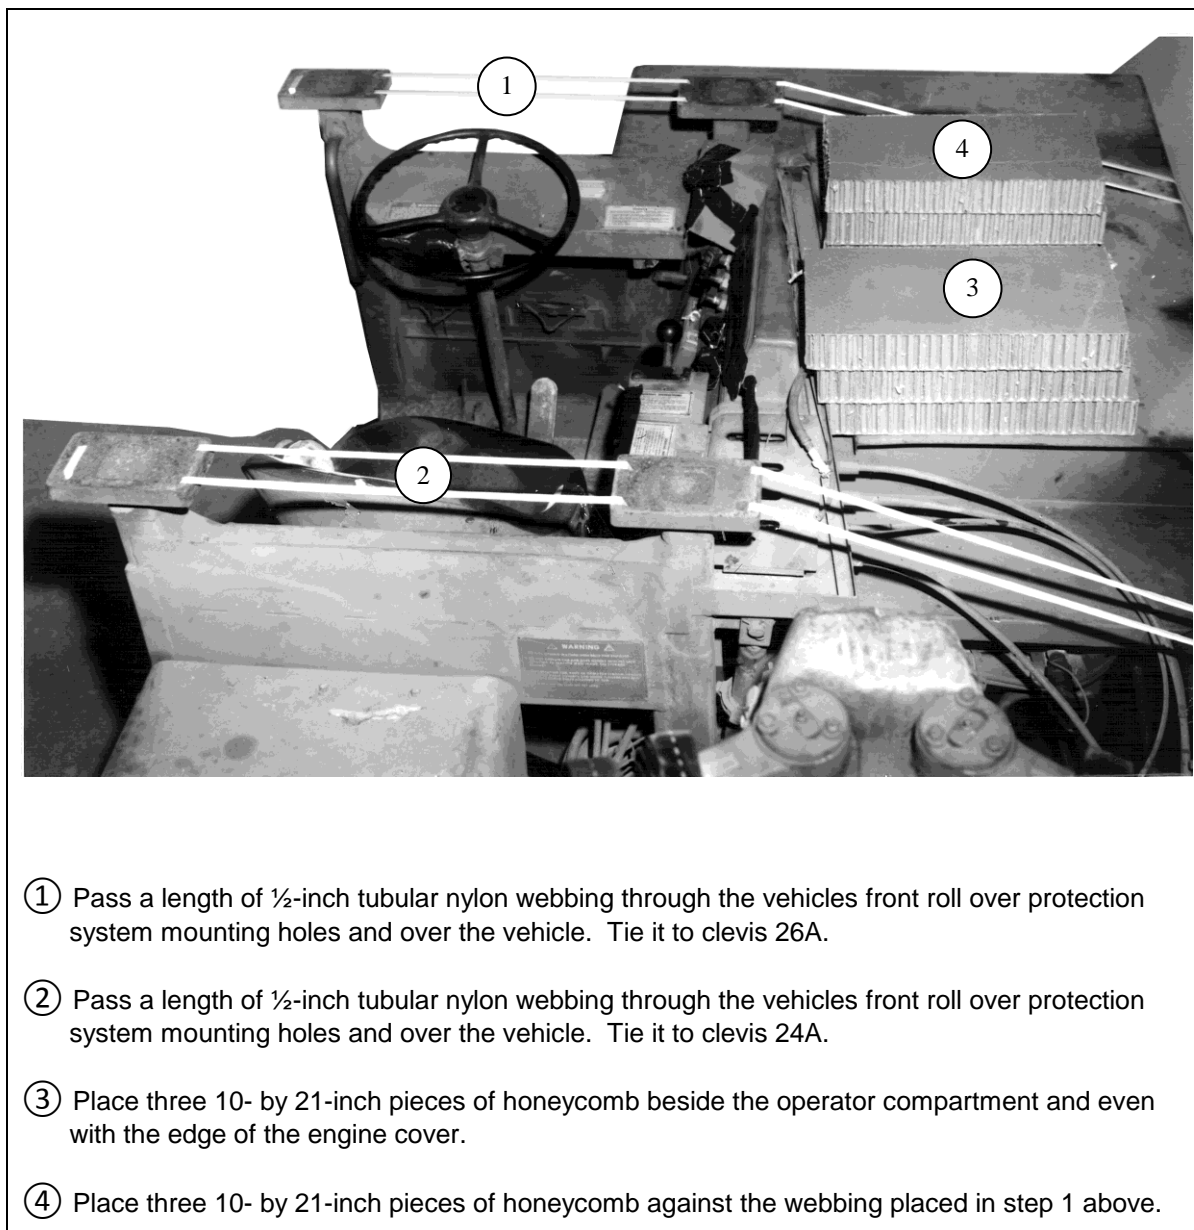 1
4
3
2
⚠ WARNING ⚠
① Pass a length of ½-inch tubular nylon webbing through the vehicles front roll over protection
system mounting holes and over the vehicle.  Tie it to clevis 26A.
② Pass a length of ½-inch tubular nylon webbing through the vehicles front roll over protection
system mounting holes and over the vehicle.  Tie it to clevis 24A.
③ Place three 10- by 21-inch pieces of honeycomb beside the operator compartment and even
with the edge of the engine cover.
④ Place three 10- by 21-inch pieces of honeycomb against the webbing placed in step 1 above.